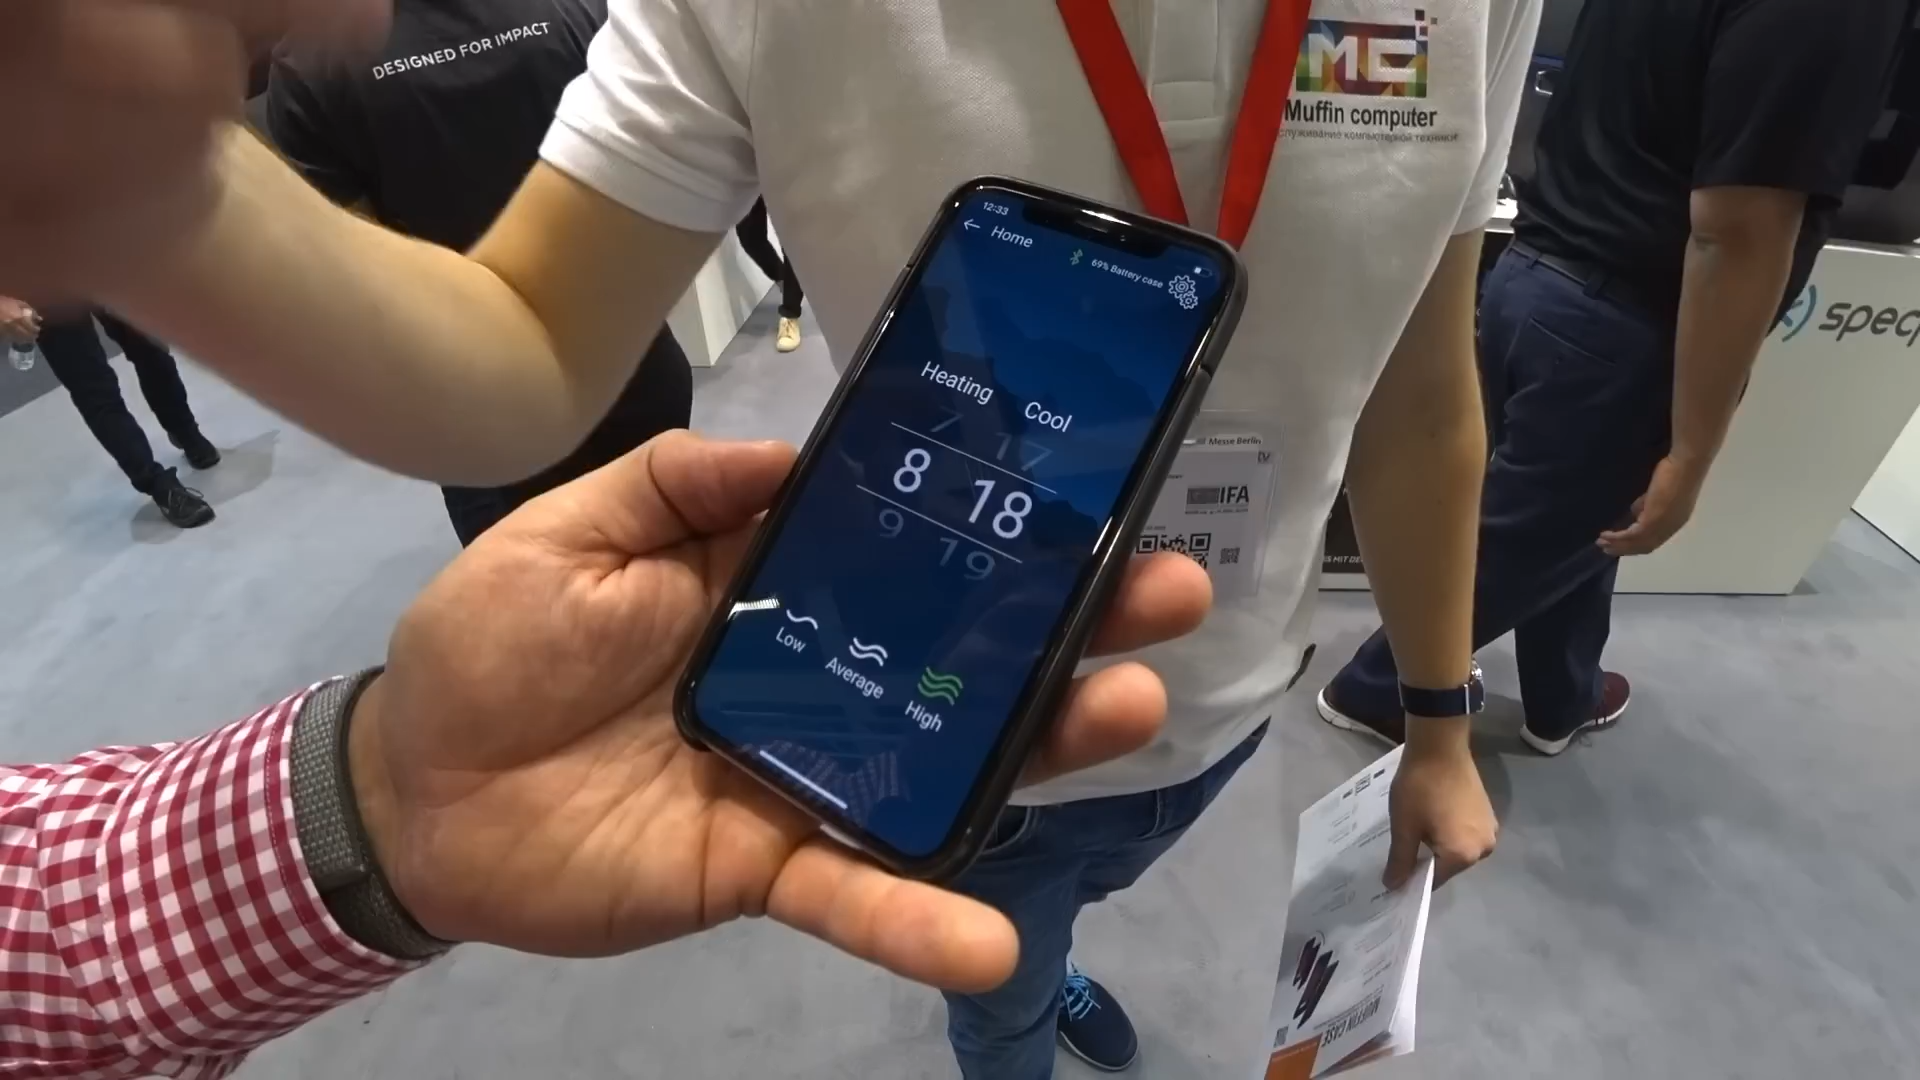 DESIGNED FOR IMPACT
MC
Muffin computer
служивание компьютерной техники
12:33
← Home
69% Battery case
Heating Cool
7 17
8 18
9 19
Low
Average
High
Messe Berlin
IFA
spec
MUFFIN CASE